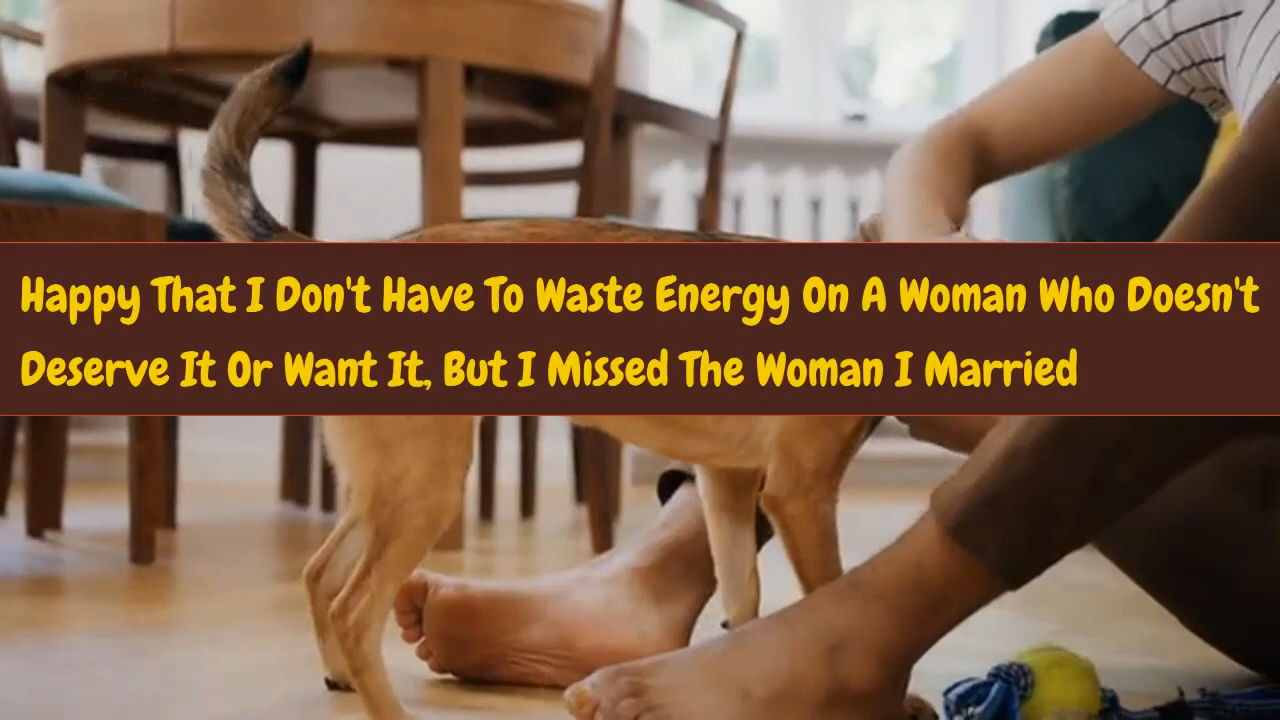 Happy That I Don't Have To Waste Energy On A Woman Who Doesn't
Deserve It Or Want It, But I Missed The Woman I Married